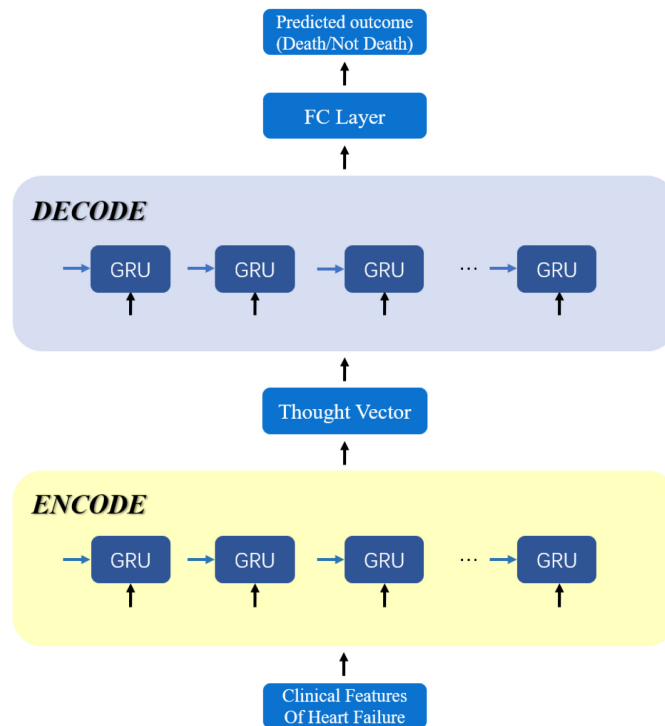 Predicted outcome
(Death/Not Death)
FC Layer
DECODE
GRU GRU GRU ... GRU
Thought Vector
ENCODE
GRU GRU GRU ... GRU
Clinical Features
Of Heart Failure